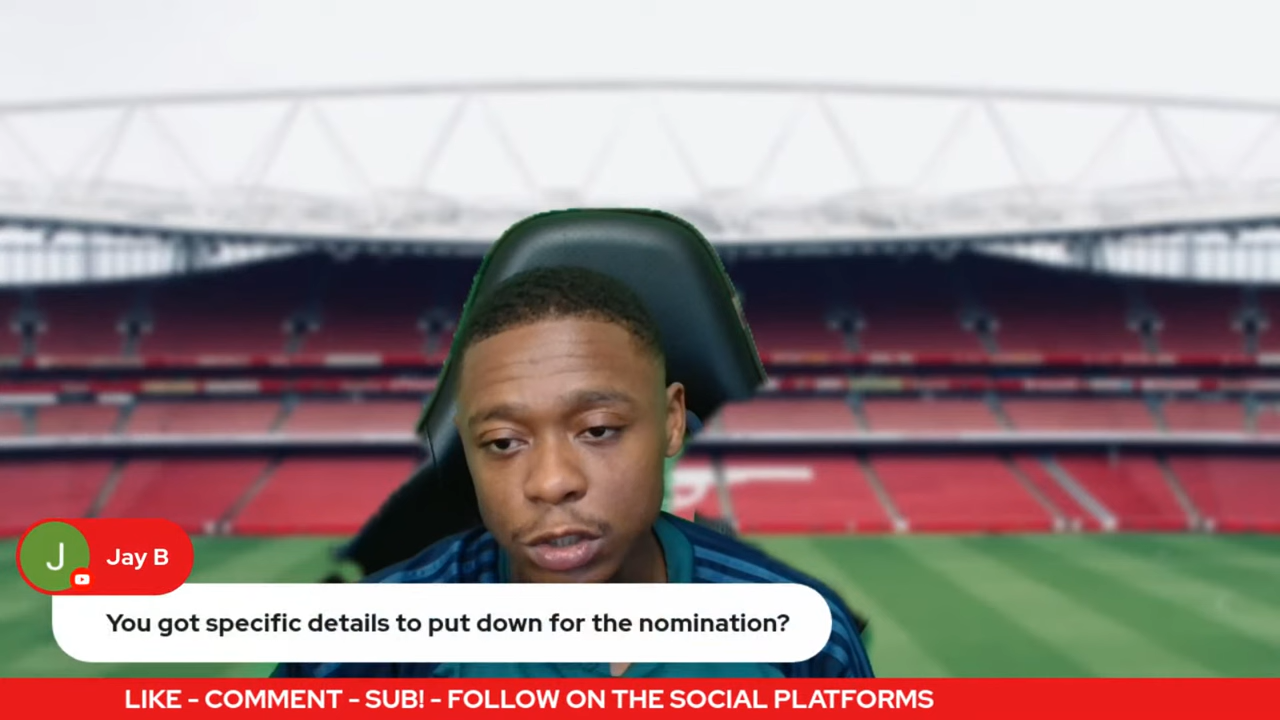 J
Jay B
You got specific details to put down for the nomination?
LIKE - COMMENT - SUB! - FOLLOW ON THE SOCIAL PLATFORMS